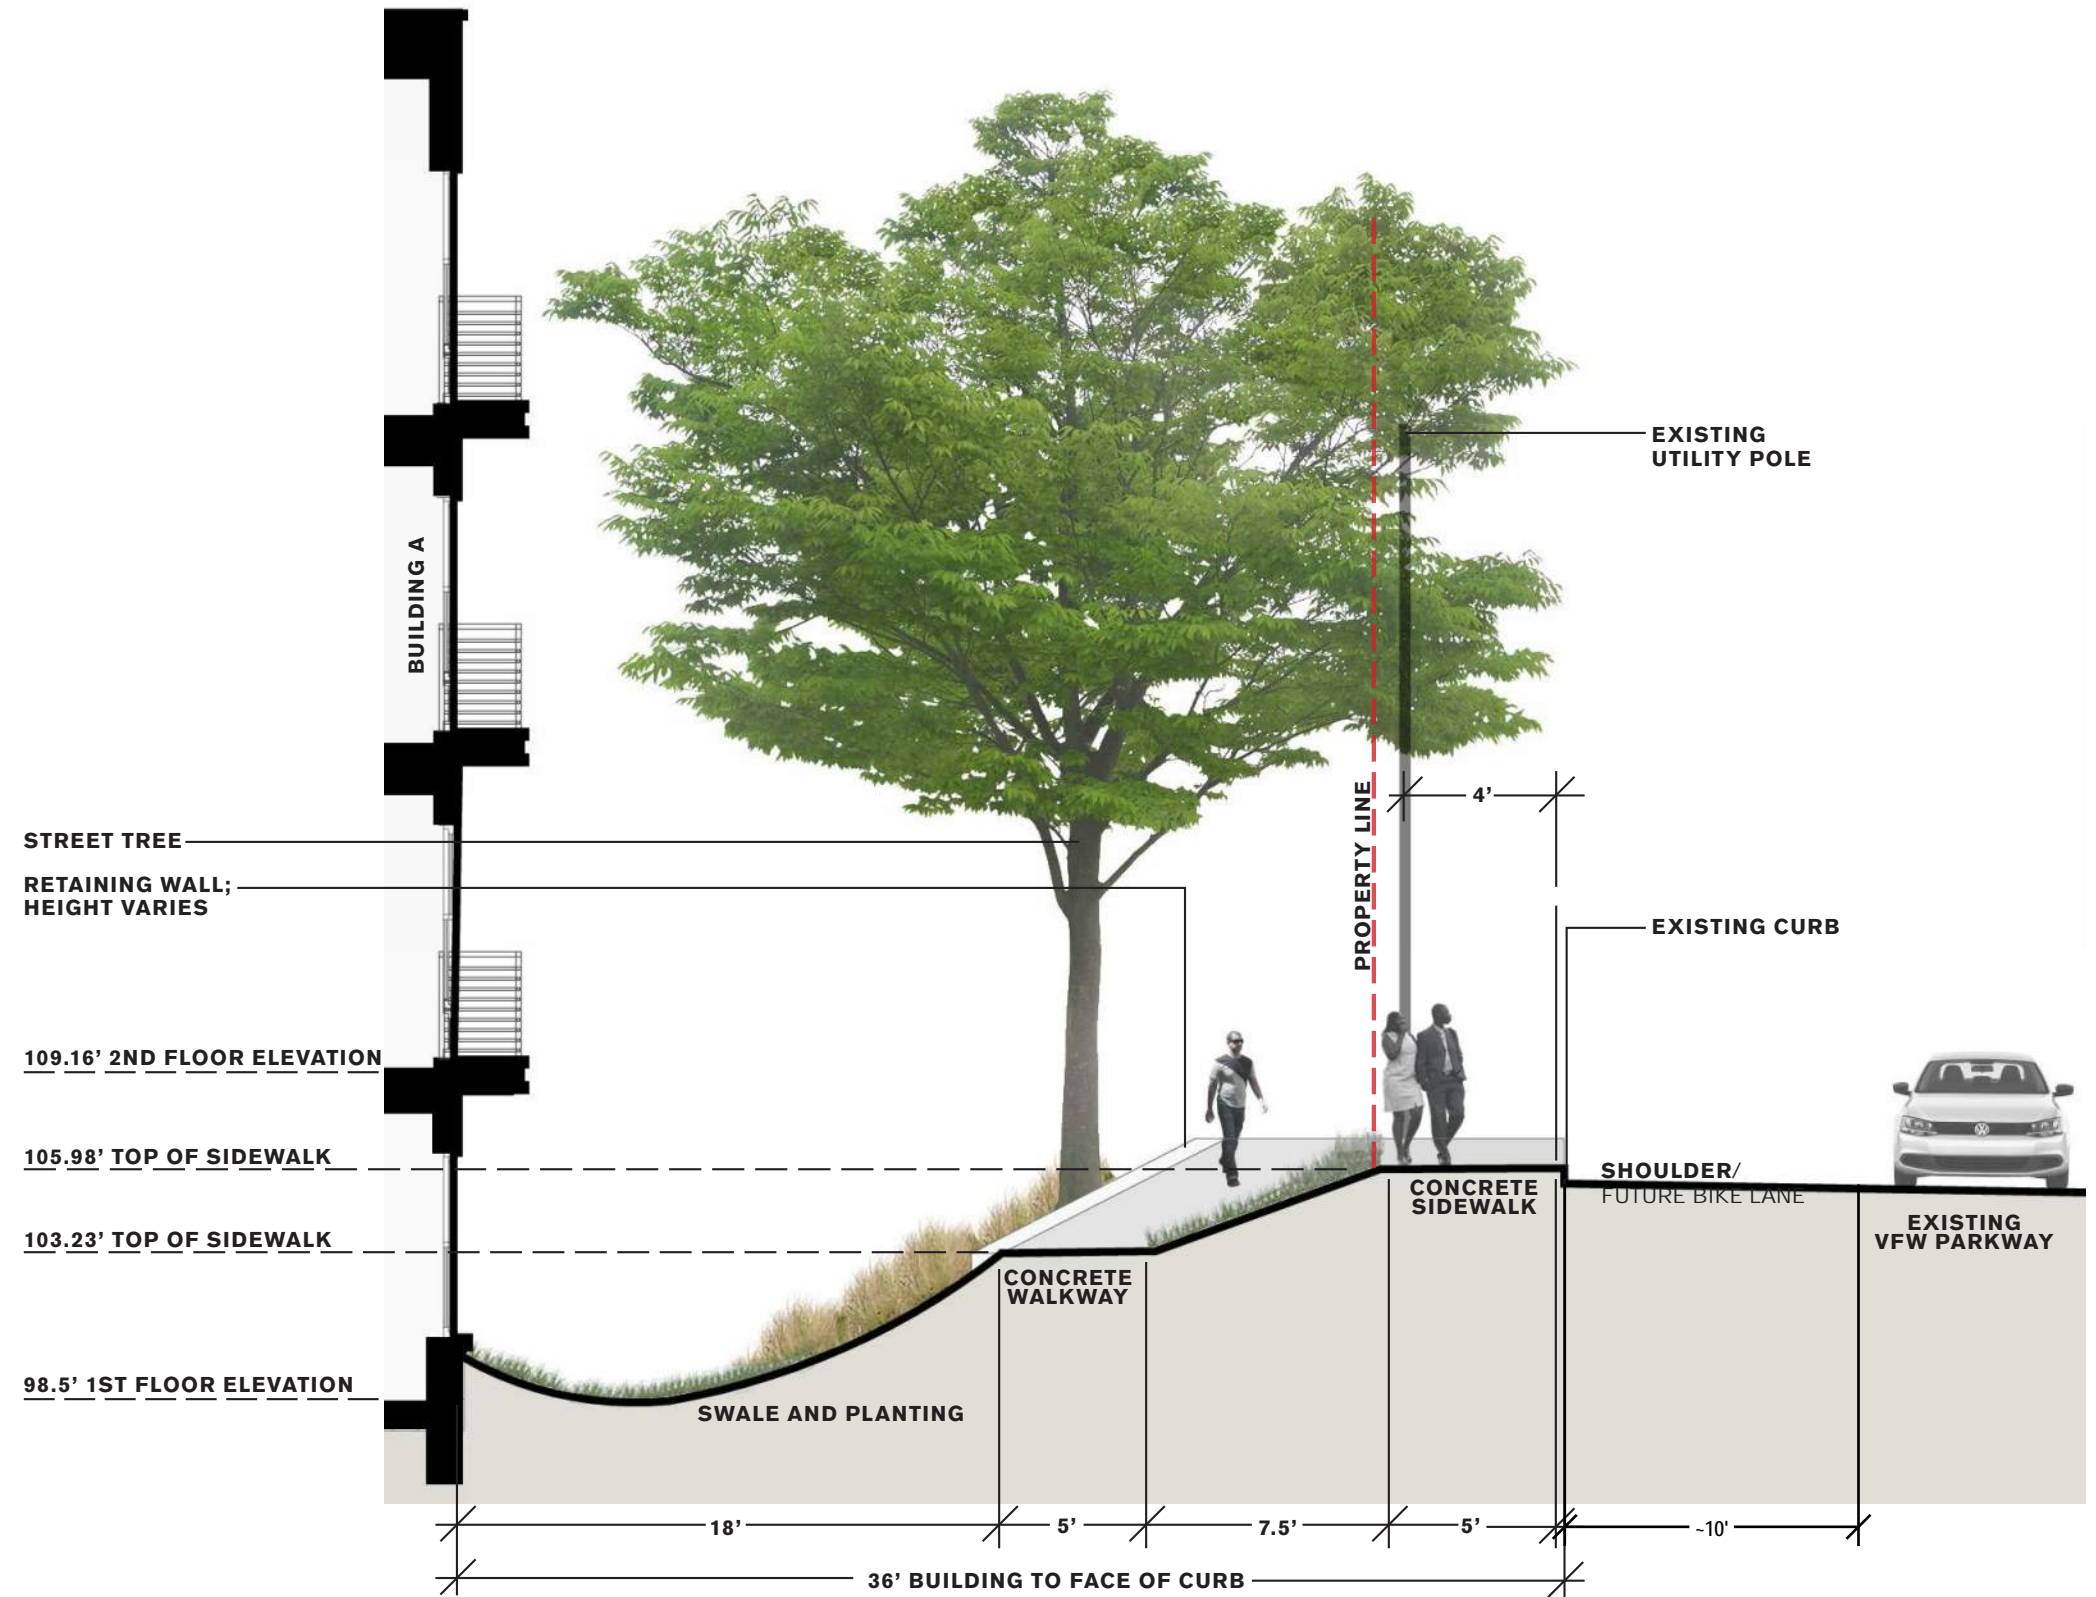 EXISTING
UTILITY POLE
BUILDING A
PROPERTY LINE
4’
STREET TREE
RETAINING WALL;
HEIGHT VARIES
EXISTING CURB
109.16’ 2ND FLOOR ELEVATION
105.98’ TOP OF SIDEWALK
SHOULDER/
FUTURE BIKE LANE
CONCRETE
SIDEWALK
103.23’ TOP OF SIDEWALK
EXISTING
VFW PARKWAY
CONCRETE
WALKWAY
98.5’ 1ST FLOOR ELEVATION
SWALE AND PLANTING
18’
5’
7.5’
5’
~10'
36’ BUILDING TO FACE OF CURB